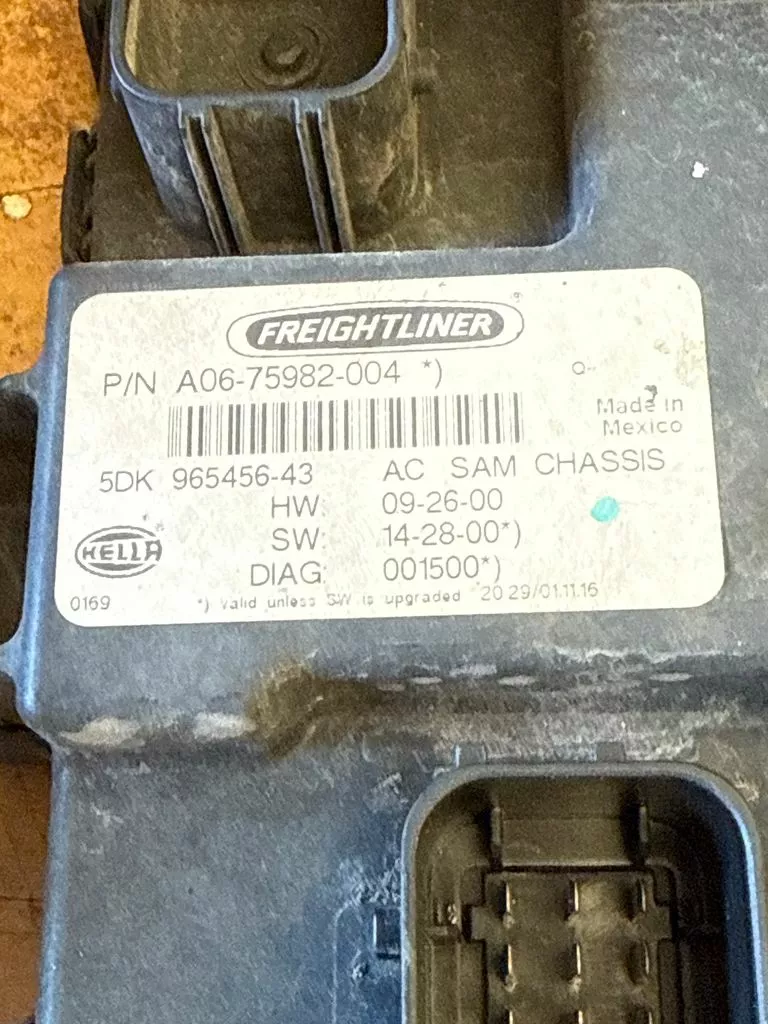 FREIGHTLINER
P/N A06-75982-004 *)
Made in
Mexico
5DK 965456-43 AC SAM CHASSIS
HW: 09-26-00
SW: 14-28-00*)
HELLA
DIAG: 001500*)
0169 *) valid unless SW is upgraded 20 29/01.11.16